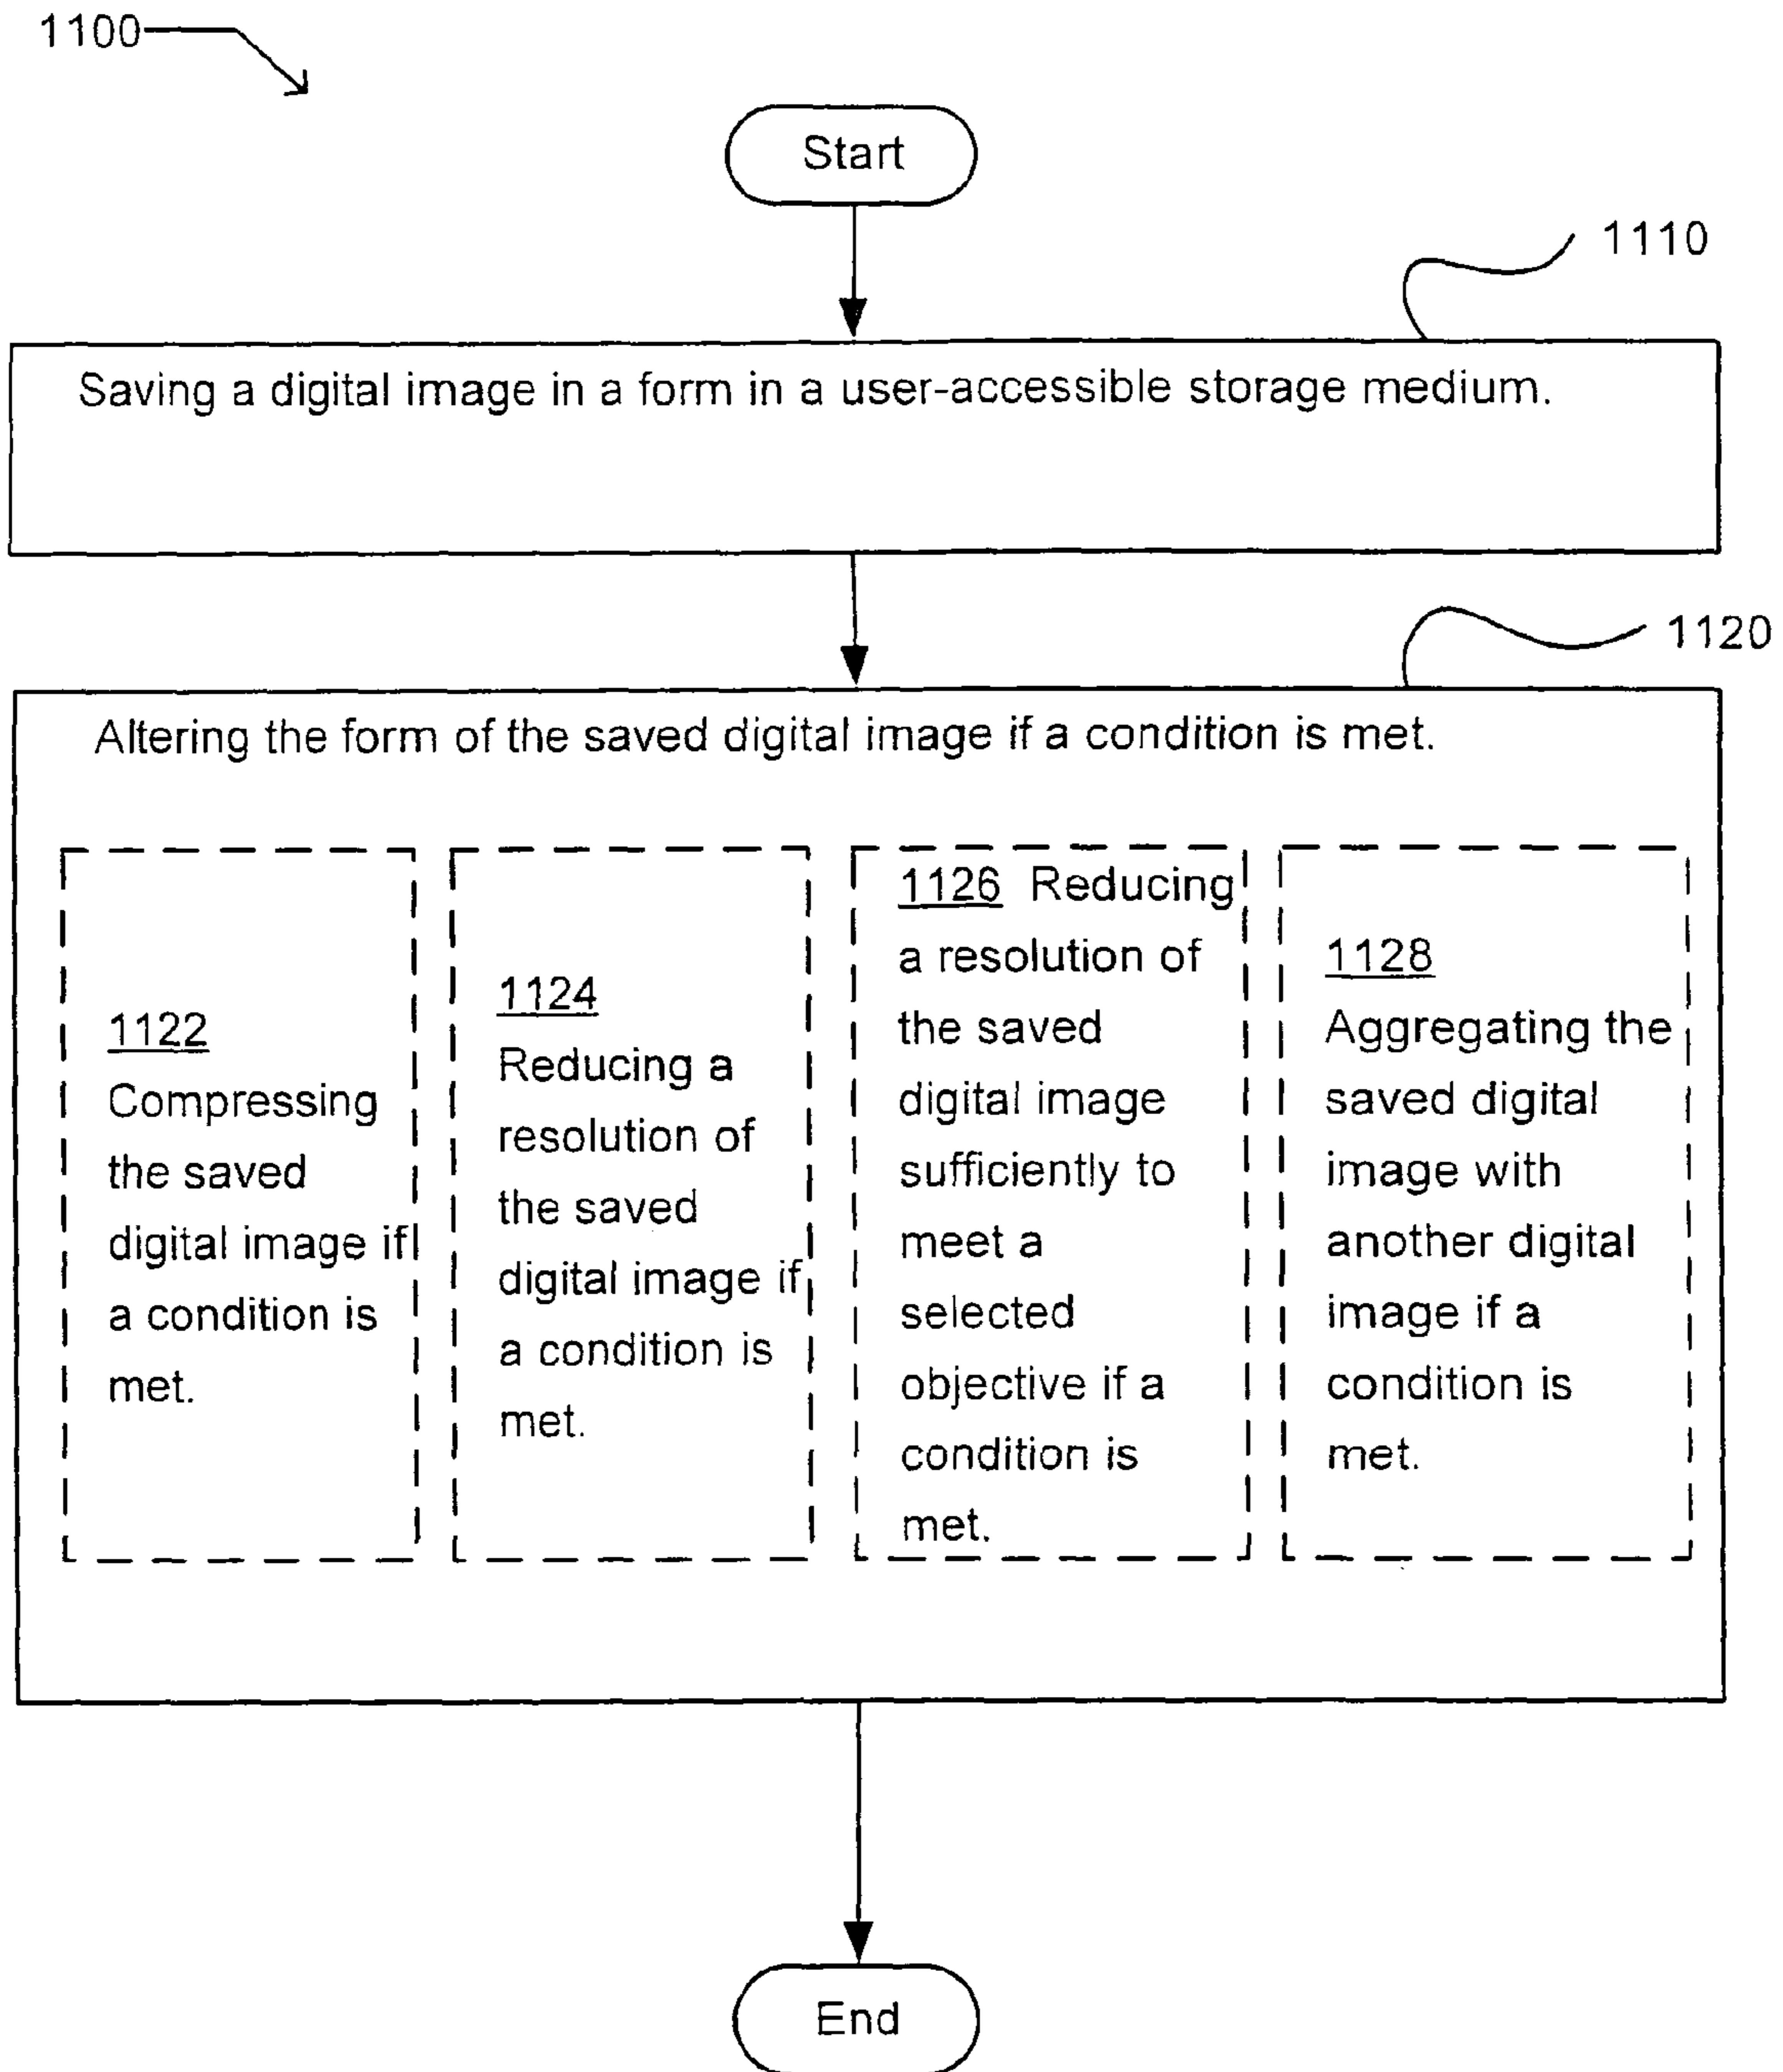 1100
Start
1110
Saving a digital image in a form in a user-accessible storage medium.
1120
Altering the form of the saved digital image if a condition is met.
1122
Compressing
the saved
digital image if
a condition is
met.
1124
Reducing a
resolution of
the saved
digital image if
a condition is
met.
1126 Reducing
a resolution of
the saved
digital image
sufficiently to
meet a
selected
objective if a
condition is
met.
1128
Aggregating the
saved digital
image with
another digital
image if a
condition is
met.
End